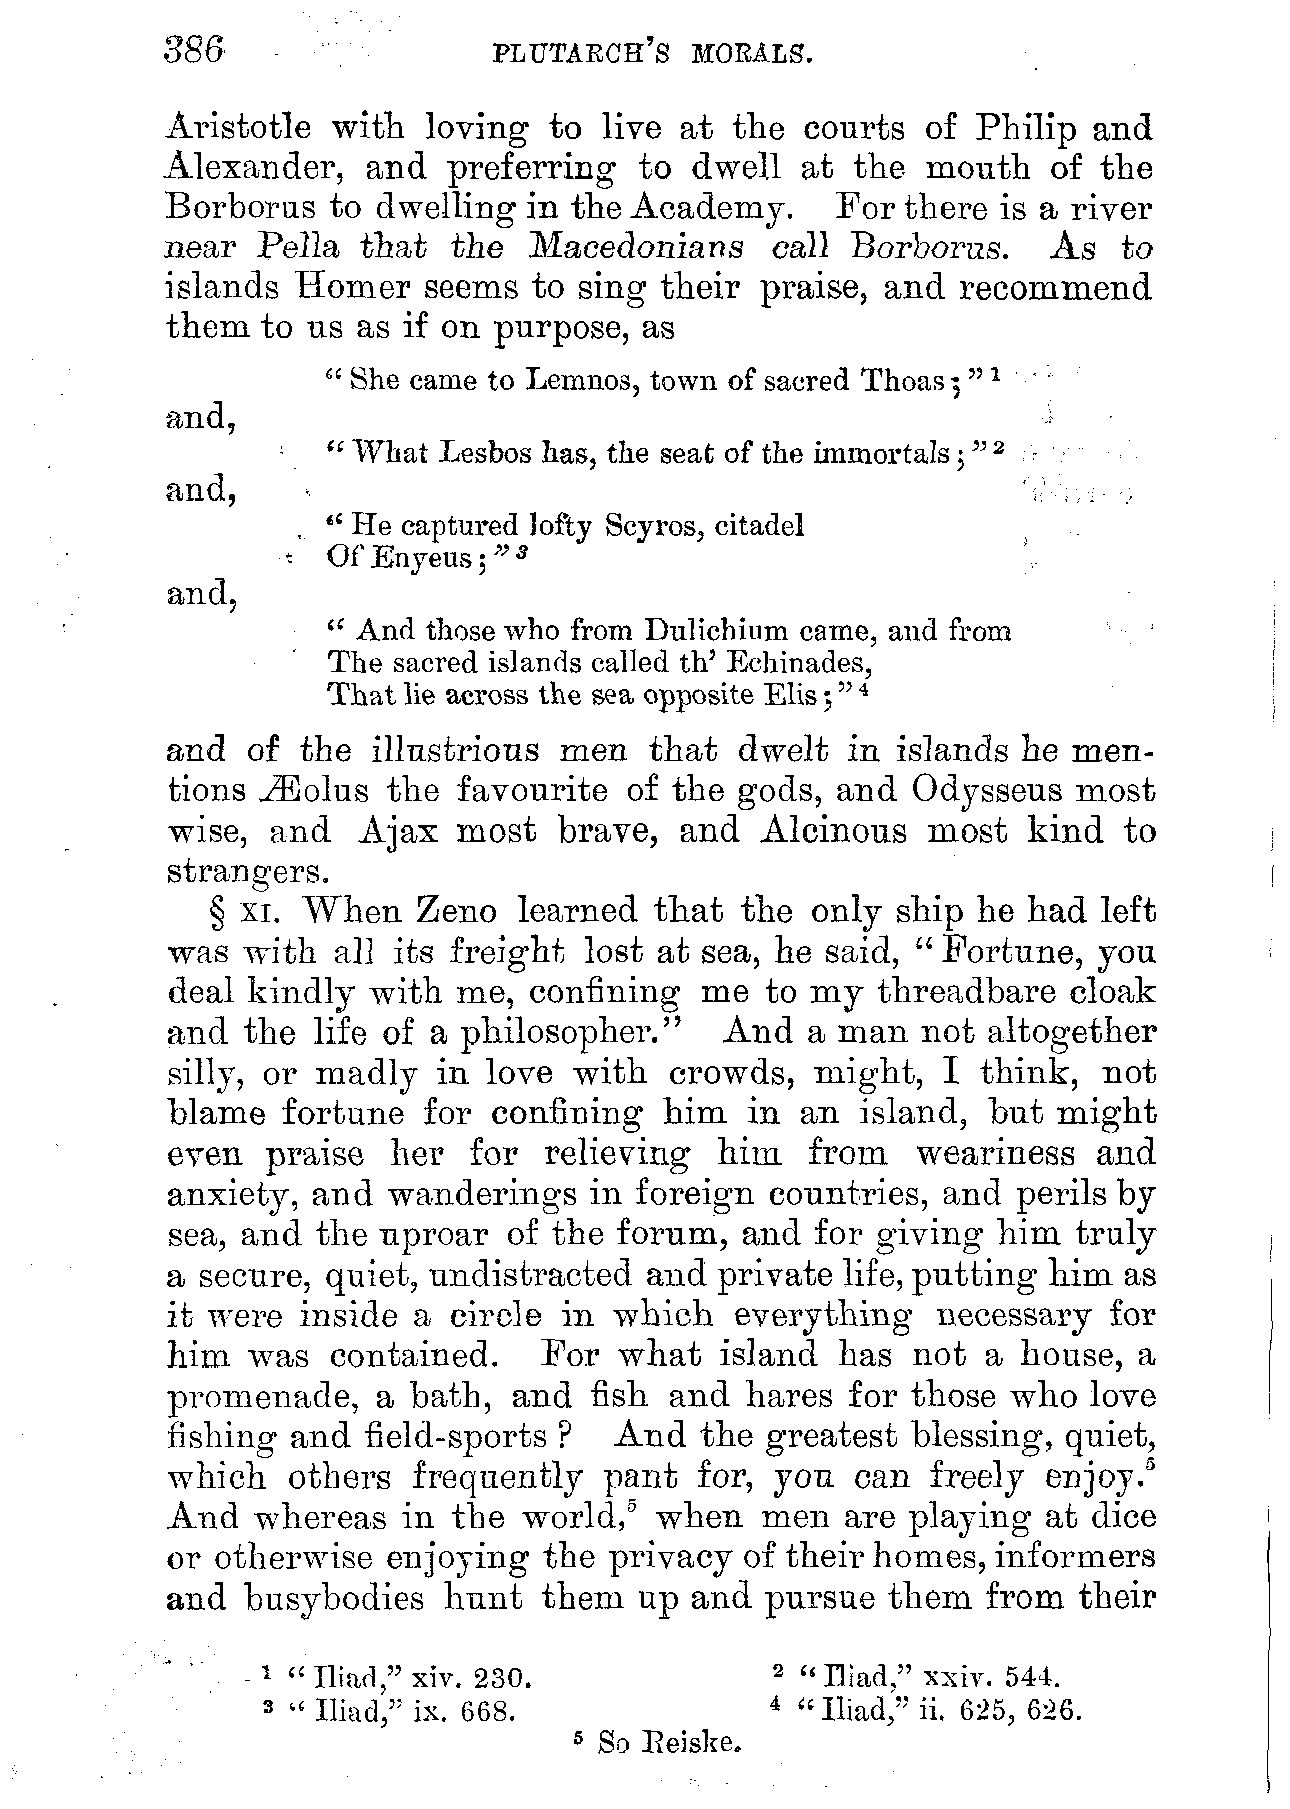 386 PLUTARCH'S MORALS.
Aristotle with loving to live at the courts of Philip and
Alexander, and preferring to dwell at the mouth of the
Borborus to dwelling in the Academy. For there is a river
near Pella that the Macedonians call Borborus. As to
islands Homer seems to sing their praise, and recommend
them to us as if on purpose, as
“She came to Lemnos, town of sacred Thoas;”¹
and,
“What Lesbos has, the seat of the immortals;”²
and,
“He captured lofty Scyros, citadel
Of Enyeus;”³
and,
“And those who from Dulichium came, and from
The sacred islands called th’ Echinades,
That lie across the sea opposite Elis;”⁴
and of the illustrious men that dwelt in islands he men-
tions Æolus the favourite of the gods, and Odysseus most
wise, and Ajax most brave, and Alcinous most kind to
strangers.
§ XI. When Zeno learned that the only ship he had left
was with all its freight lost at sea, he said, “Fortune, you
deal kindly with me, confining me to my threadbare cloak
and the life of a philosopher.” And a man not altogether
silly, or madly in love with crowds, might, I think, not
blame fortune for confining him in an island, but might
even praise her for relieving him from weariness and
anxiety, and wanderings in foreign countries, and perils by
sea, and the uproar of the forum, and for giving him truly
a secure, quiet, undistracted and private life, putting him as
it were inside a circle in which everything necessary for
him was contained. For what island has not a house, a
promenade, a bath, and fish and hares for those who love
fishing and field-sports? And the greatest blessing, quiet,
which others frequently pant for, you can freely enjoy.⁵
And whereas in the world,⁵ when men are playing at dice
or otherwise enjoying the privacy of their homes, informers
and busybodies hunt them up and pursue them from their
¹ “Iliad,” xiv. 230. ² “Iliad,” xxiv. 544.
³ “Iliad,” ix. 668. ⁴ “Iliad,” ii. 625, 626.
⁵ So Reiske.